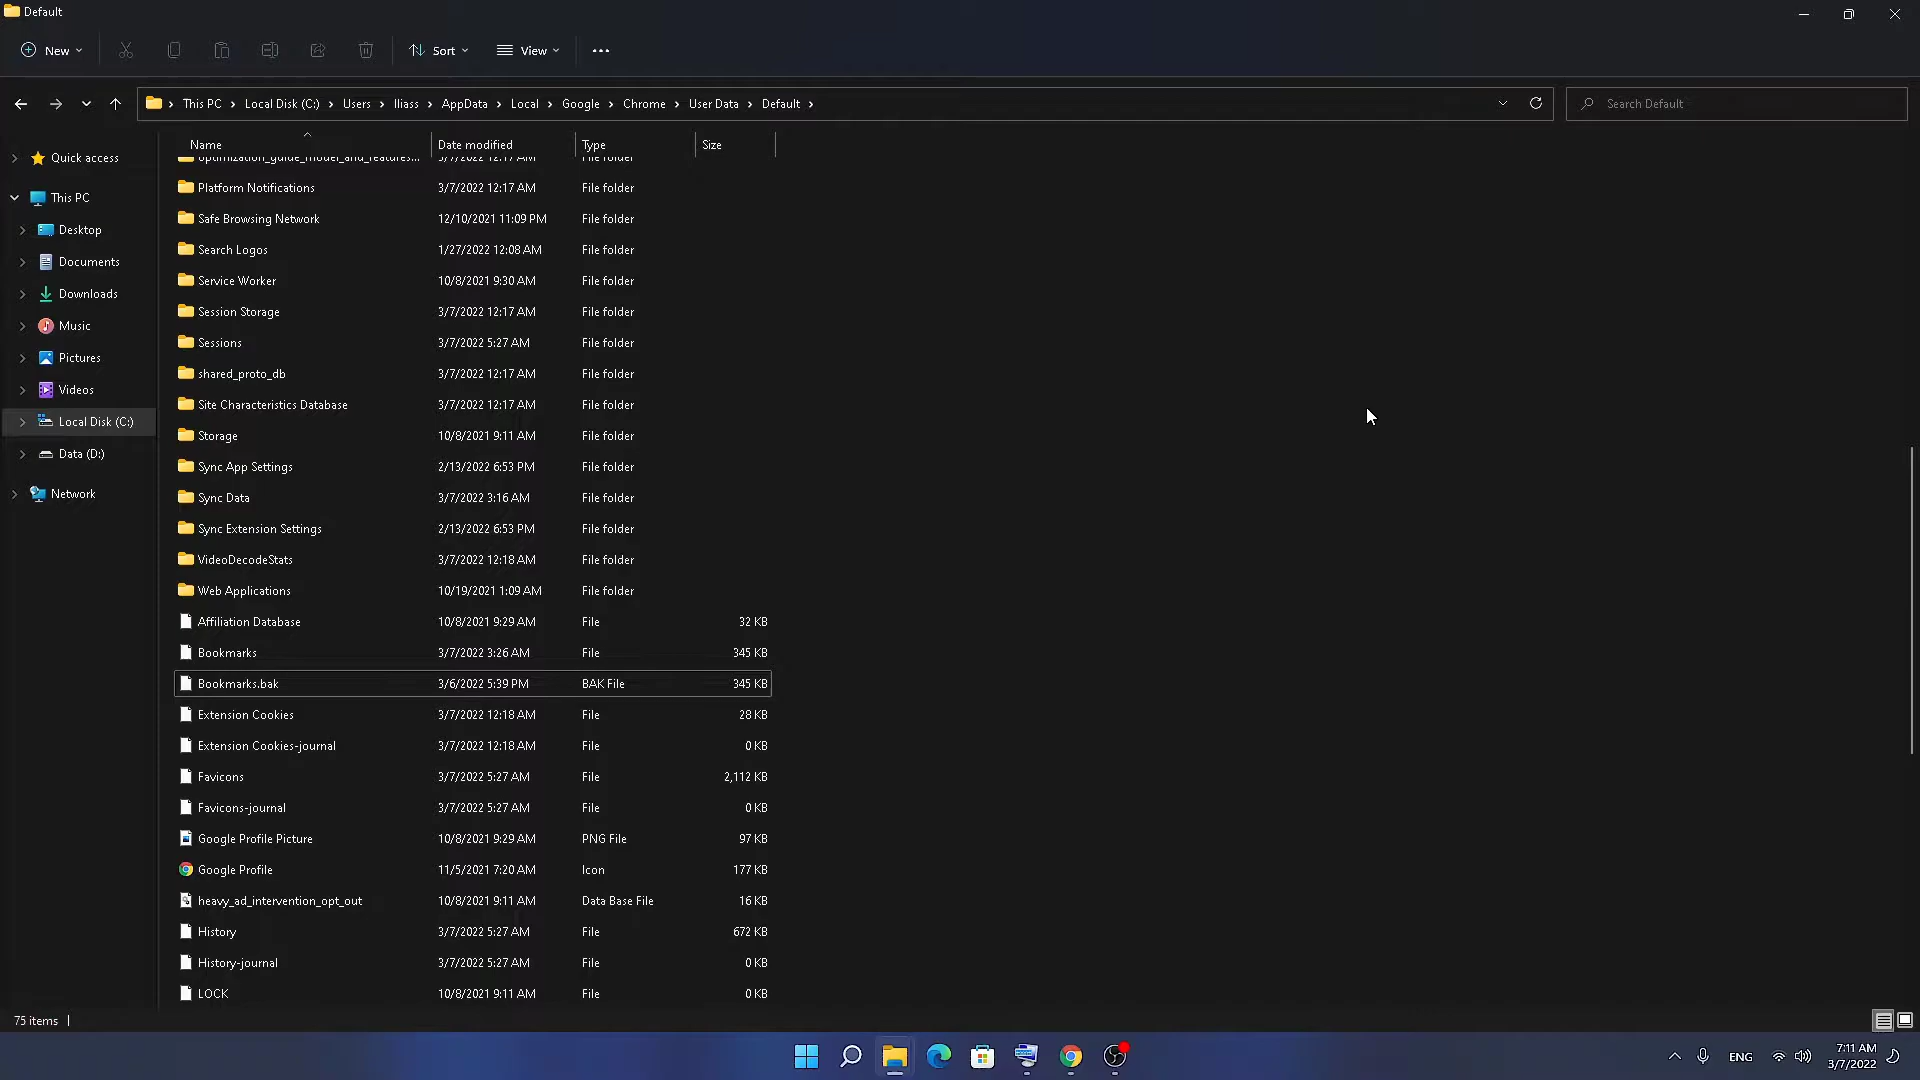 Default
New
Sort
View
This PC > Local Disk (C:) > Users > Iliass > AppData > Local > Google > Chrome > User Data > Default >
Search Default
Quick access
This PC
Desktop
Documents
Downloads
Music
Pictures
Videos
Local Disk (C:)
Data (D:)
Network
Name Date modified Type Size
optimization_guide_model_and_features... 3/7/2022 12:17 AM File folder
Platform Notifications 3/7/2022 12:17 AM File folder
Safe Browsing Network 12/10/2021 11:09 PM File folder
Search Logos 1/27/2022 12:08 AM File folder
Service Worker 10/8/2021 9:30 AM File folder
Session Storage 3/7/2022 12:17 AM File folder
Sessions 3/7/2022 5:27 AM File folder
shared_proto_db 3/7/2022 12:17 AM File folder
Site Characteristics Database 3/7/2022 12:17 AM File folder
Storage 10/8/2021 9:11 AM File folder
Sync App Settings 2/13/2022 6:53 PM File folder
Sync Data 3/7/2022 3:16 AM File folder
Sync Extension Settings 2/13/2022 6:53 PM File folder
VideoDecodeStats 3/7/2022 12:18 AM File folder
Web Applications 10/19/2021 1:09 AM File folder
Affiliation Database 10/8/2021 9:29 AM File 32 KB
Bookmarks 3/7/2022 3:26 AM File 345 KB
Bookmarks.bak 3/6/2022 5:39 PM BAK File 345 KB
Extension Cookies 3/7/2022 12:18 AM File 28 KB
Extension Cookies-journal 3/7/2022 12:18 AM File 0 KB
Favicons 3/7/2022 5:27 AM File 2,112 KB
Favicons-journal 3/7/2022 5:27 AM File 0 KB
Google Profile Picture 10/8/2021 9:29 AM PNG File 97 KB
Google Profile 11/5/2021 7:20 AM Icon 177 KB
heavy_ad_intervention_opt_out 10/8/2021 9:11 AM Data Base File 16 KB
History 3/7/2022 5:27 AM File 672 KB
History-journal 3/7/2022 5:27 AM File 0 KB
LOCK 10/8/2021 9:11 AM File 0 KB
75 items
ENG
7:11 AM
3/7/2022